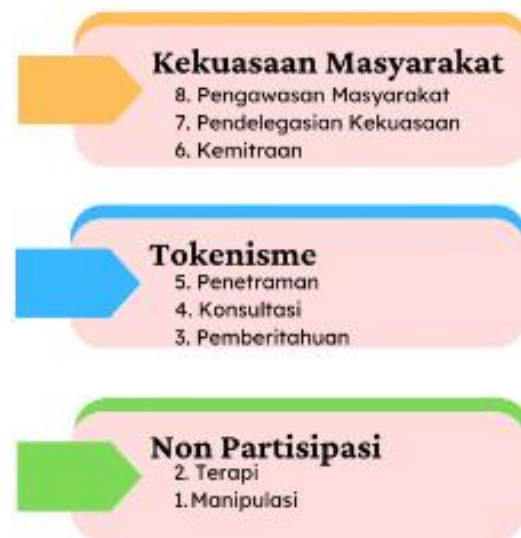 Kekuasaan Masyarakat
8. Pengawasan Masyarakat
7. Pendelegasian Kekuasaan
6. Kemitraan
Tokenisme
5. Penetraman
4. Konsultasi
3. Pemberitahuan
Non Partisipasi
2. Terapi
1.Manipulasi